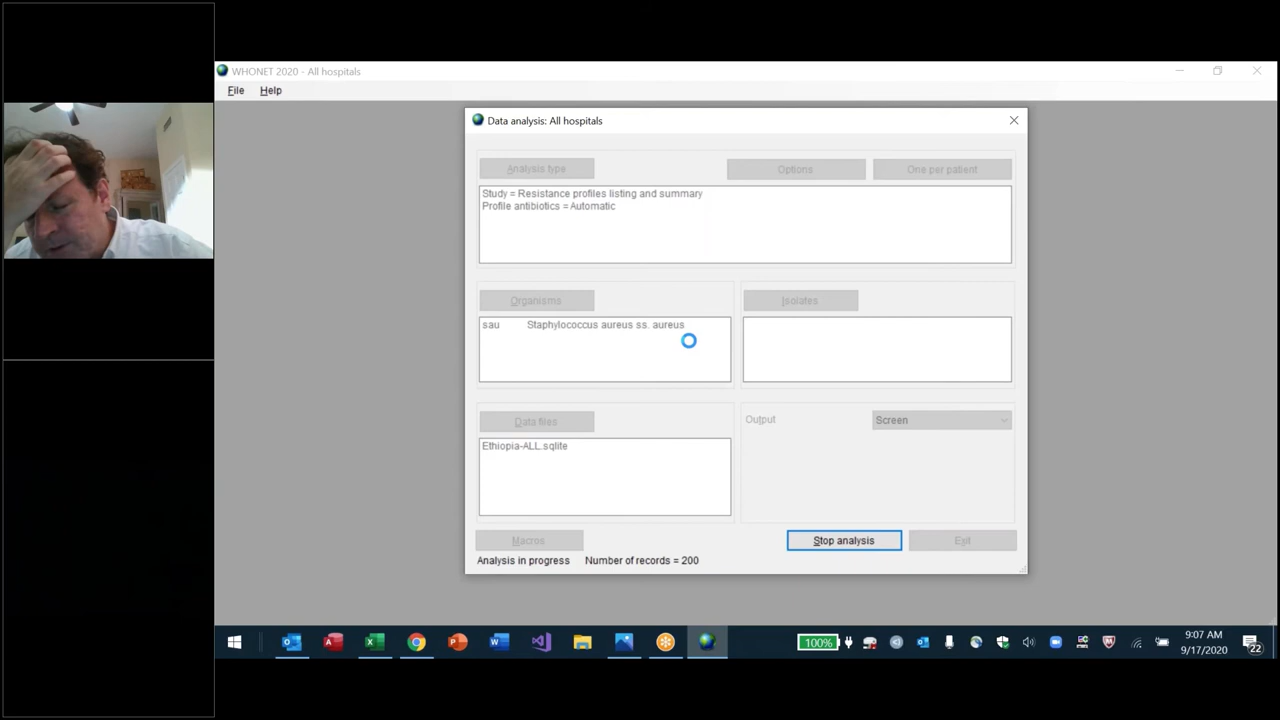 WHONET 2020 - All hospitals
File Help
Data analysis: All hospitals
Analysis type
Options
One per patient
Study = Resistance profiles listing and summary
Profile antibiotics = Automatic
Organisms
Isolates
sau Staphylococcus aureus ss. aureus
Data files
Output
Screen
Ethiopia-ALL.sqlite
Macros
Stop analysis
Exit
Analysis in progress Number of records = 200
100%
9:07 AM
9/17/2020
22